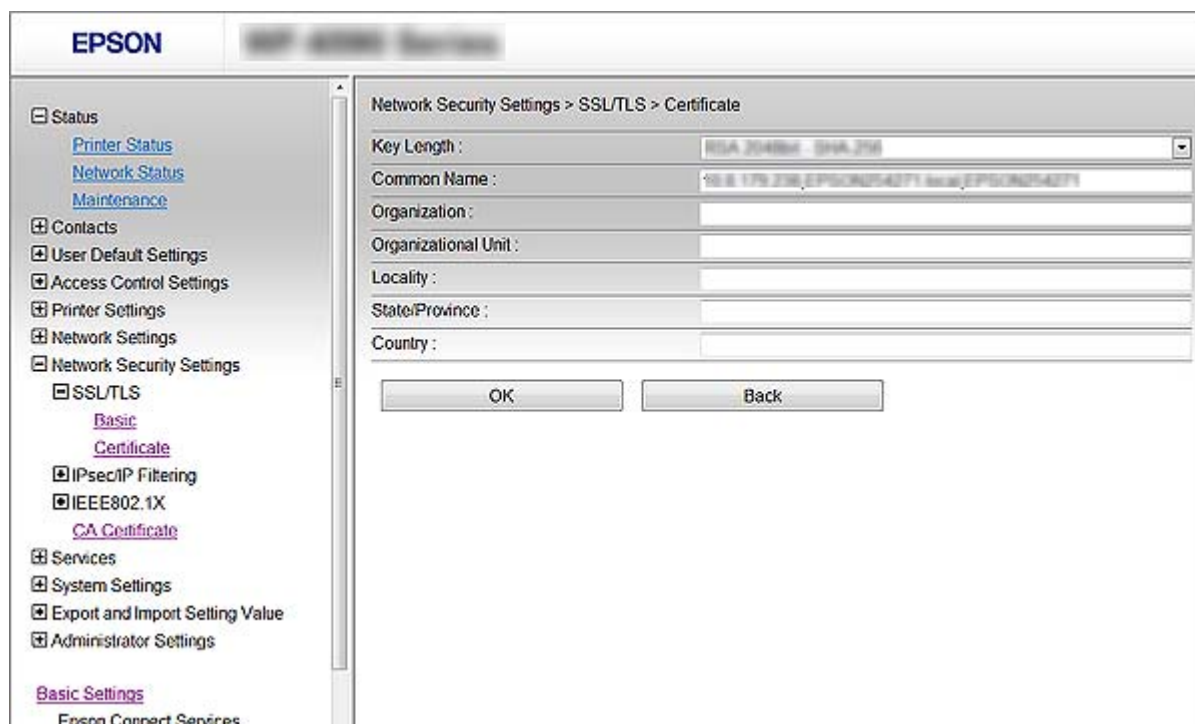 EPSON
Status
Printer Status
Network Status
Maintenance
Contacts
User Default Settings
Access Control Settings
Printer Settings
Network Settings
Network Security Settings
SSL/TLS
Basic
Certificate
IPsec/IP Filtering
IEEE802.1X
CA Certificate
Services
System Settings
Export and Import Setting Value
Administrator Settings
Basic Settings
Epson Connect Services
Network Security Settings > SSL/TLS > Certificate
Key Length :
Common Name :
Organization :
Organizational Unit :
Locality :
State/Province :
Country :
OK Back